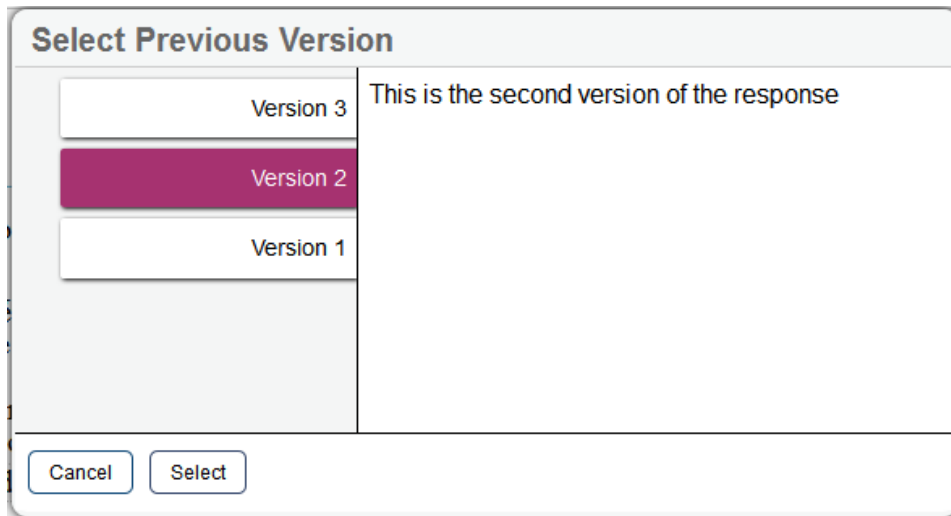 Select Previous Version
Version 3
This is the second version of the response
Version 2
Version 1
Cancel
Select